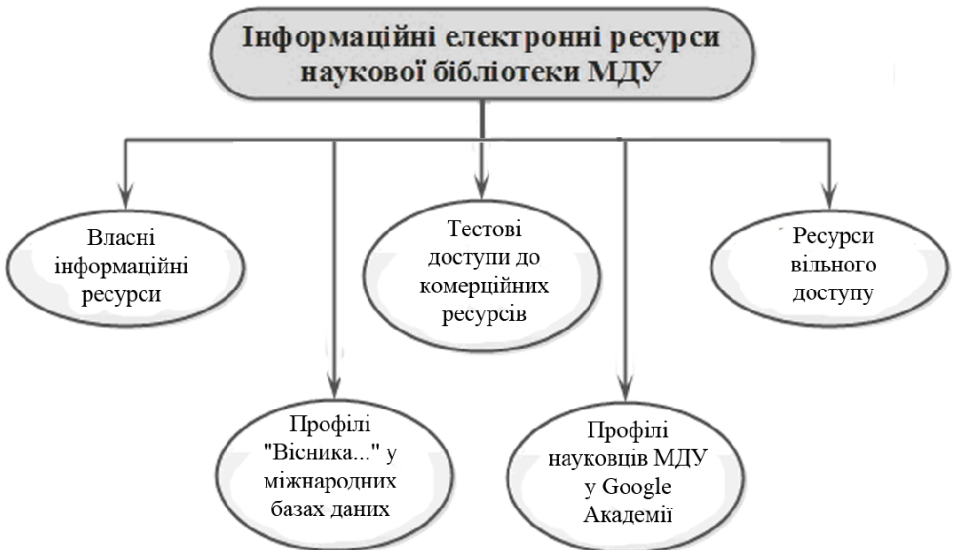 Інформаційні електронні ресурси
наукової бібліотеки МДУ
Власні
інформаційні
ресурси
Тестові
доступи до
комерційних
ресурсів
Ресурси
вільного
доступу
Профілі
"Вісника..." у
міжнародних
базах даних
Профілі
науковців МДУ
у Google
Академії